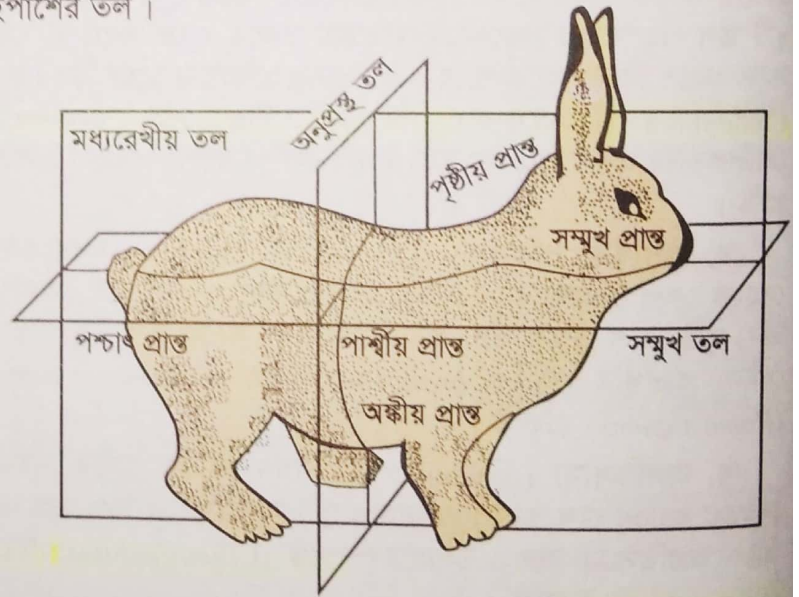 তল ।
মধ্যরেখীয় তল
অনুপ্রস্থ তল
পৃষ্ঠীয় প্রান্ত
সম্মুখ প্রান্ত
পশ্চাৎ প্রান্ত
পার্শ্বীয় প্রান্ত
সম্মুখ তল
অঙ্কীয় প্রান্ত